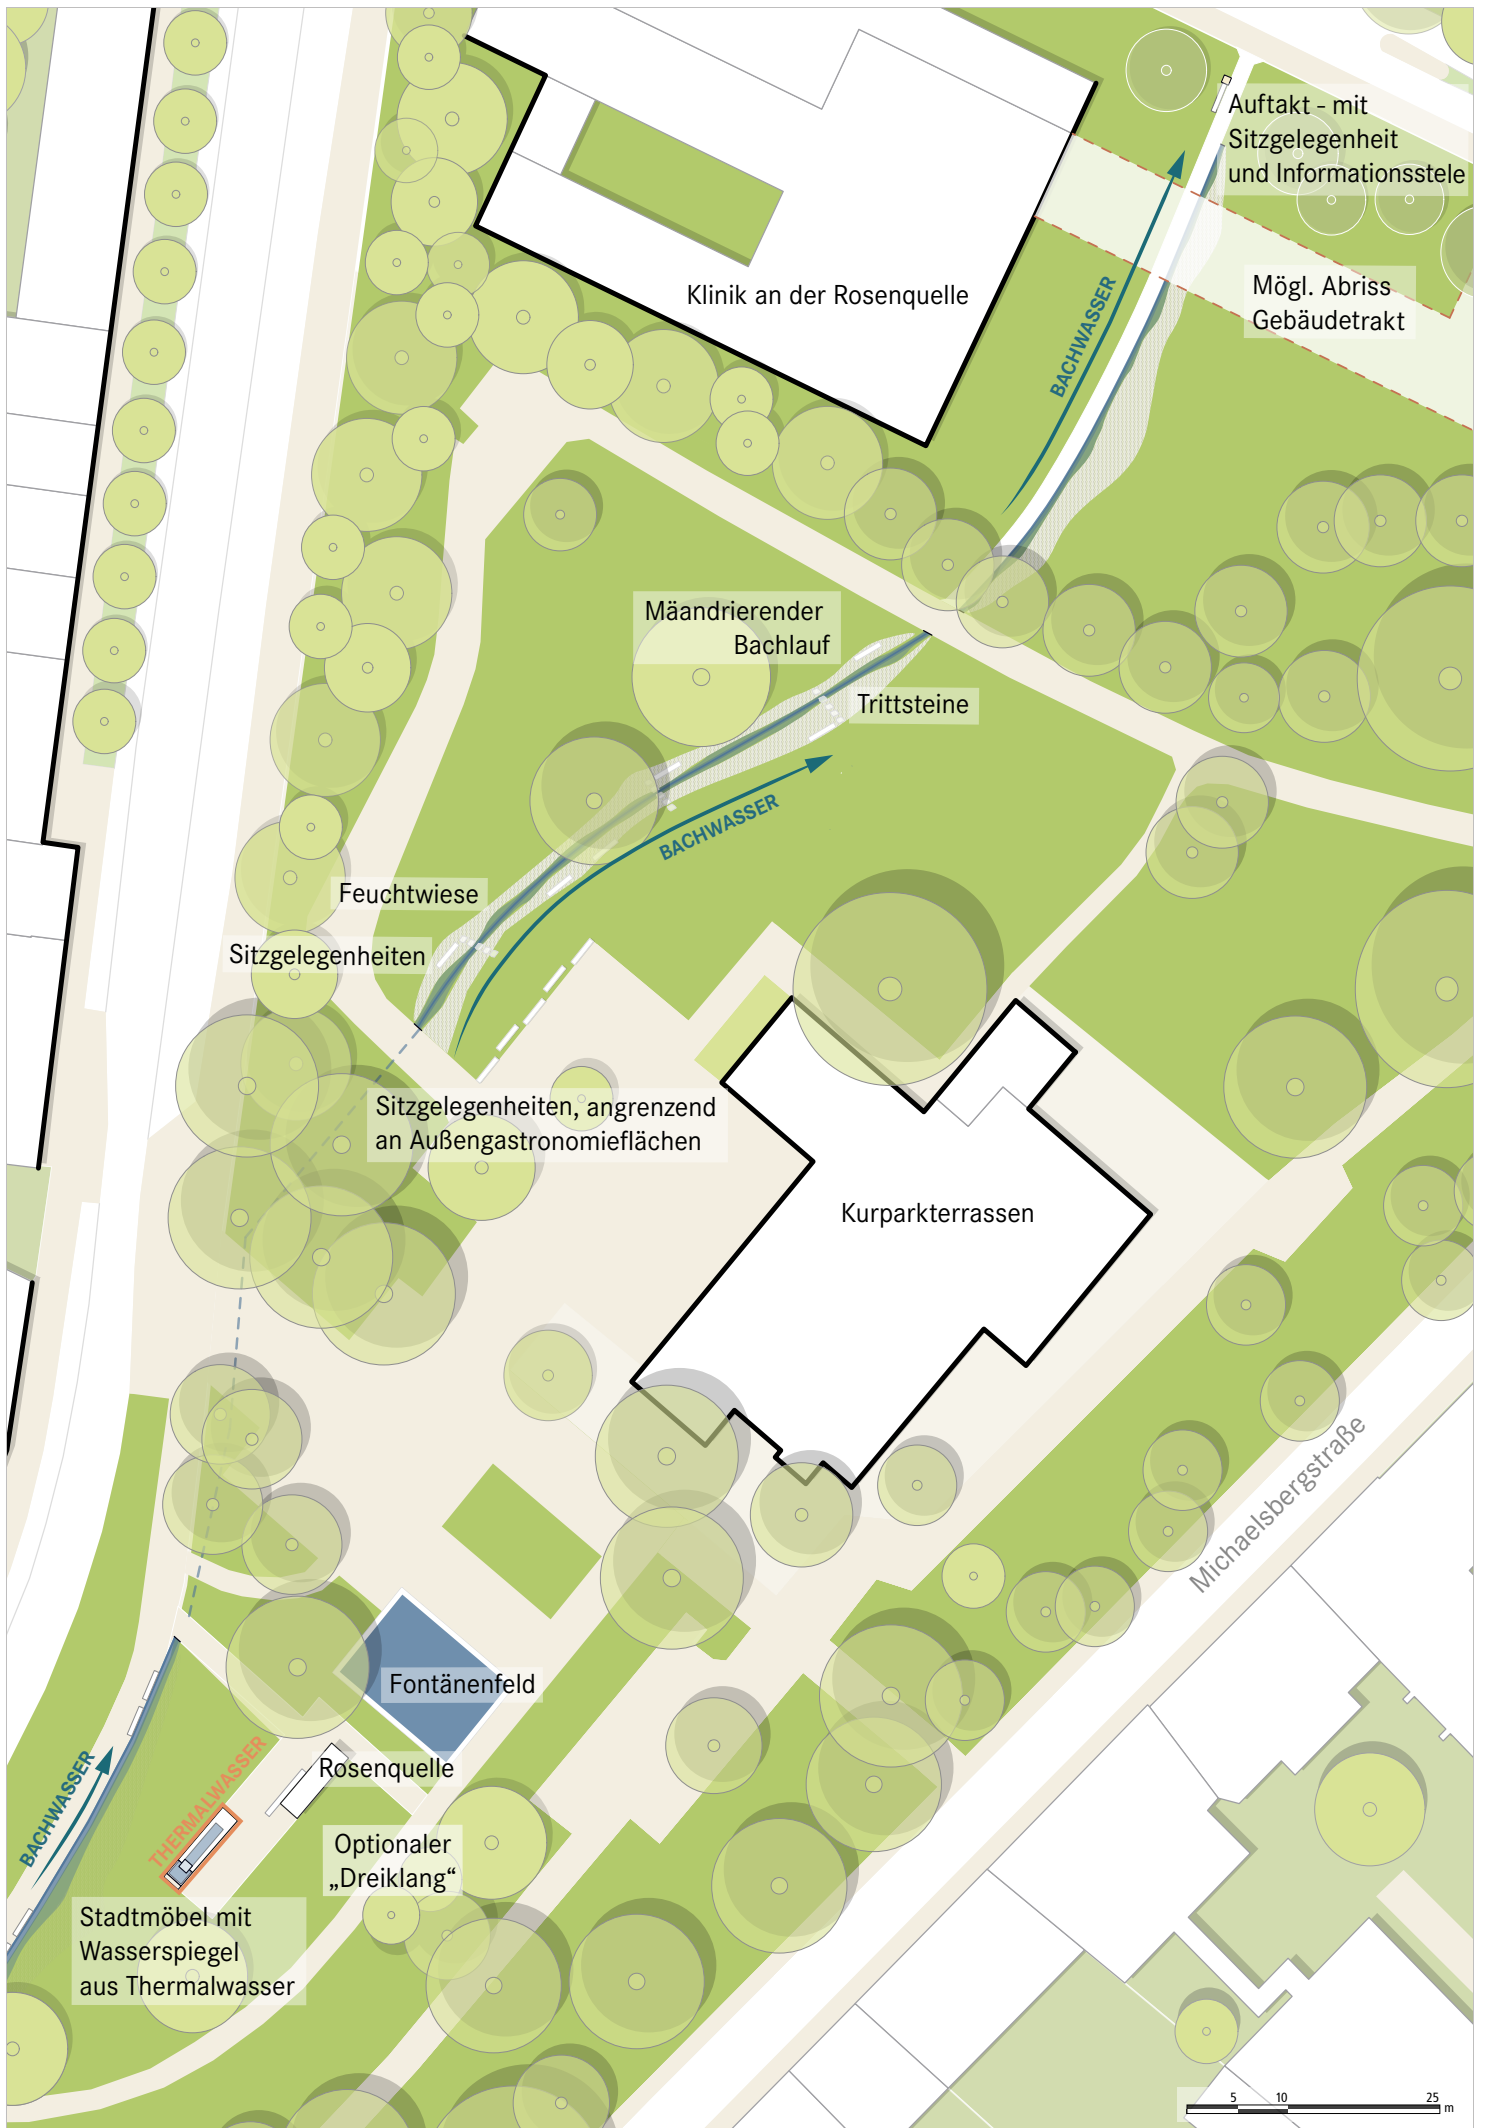 Auftakt - mit
Sitzgelegenheit
und Informationsstele
Klinik an der Rosenquelle
BACHWASSER
Mögl. Abriss
Gebäudetrakt
Mäandrierender
Bachlauf
Trittsteine
BACHWASSER
Feuchtwiese
Sitzgelegenheiten
Sitzgelegenheiten, angrenzend
an Außengastronomieflächen
Kurparkterrassen
Michaelsbergstraße
Fontänenfeld
Rosenquelle
THERMALWASSER
BACHWASSER
Optionaler
„Dreiklang“
Stadtmöbel mit
Wasserspiegel
aus Thermalwasser
5 10 25
m